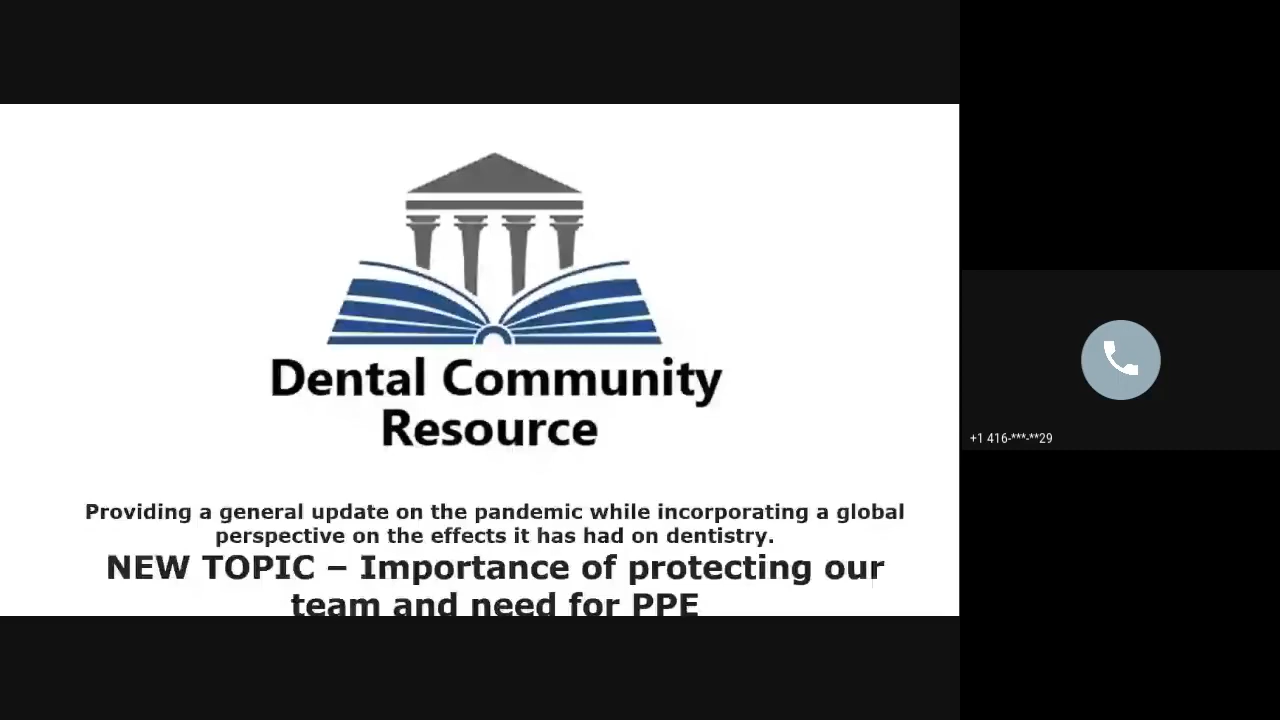 Dental Community
Resource
Providing a general update on the pandemic while incorporating a global
perspective on the effects it has had on dentistry.
NEW TOPIC – Importance of protecting our
team and need for PPE
+1 416-***-**29